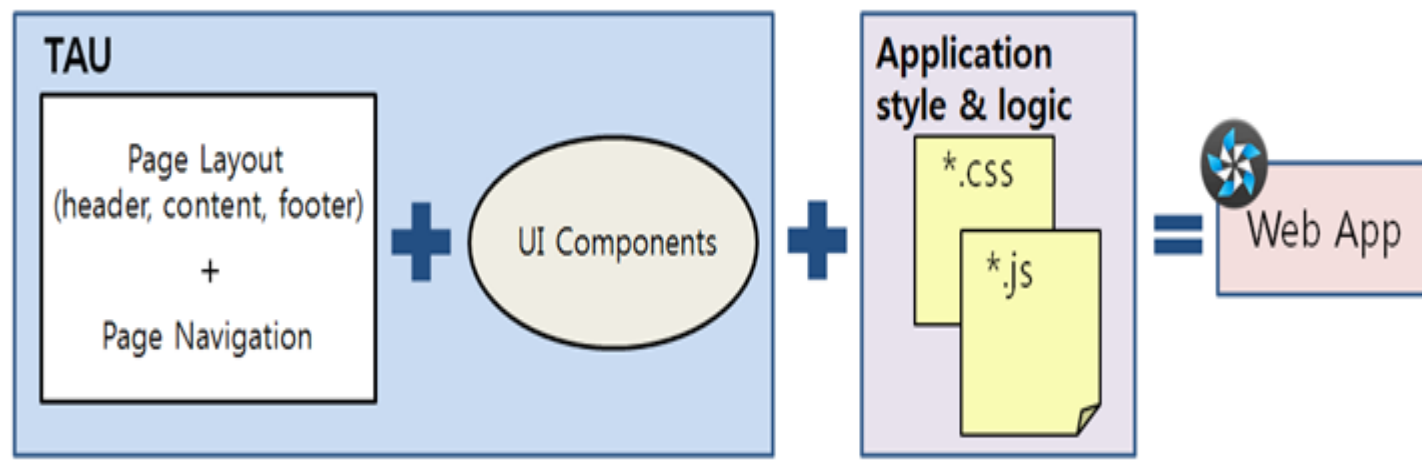 TAU
Page Layout
(header, content, footer)
+
Page Navigation
UI Components
Application
style & logic
*.css
*.js
Web App